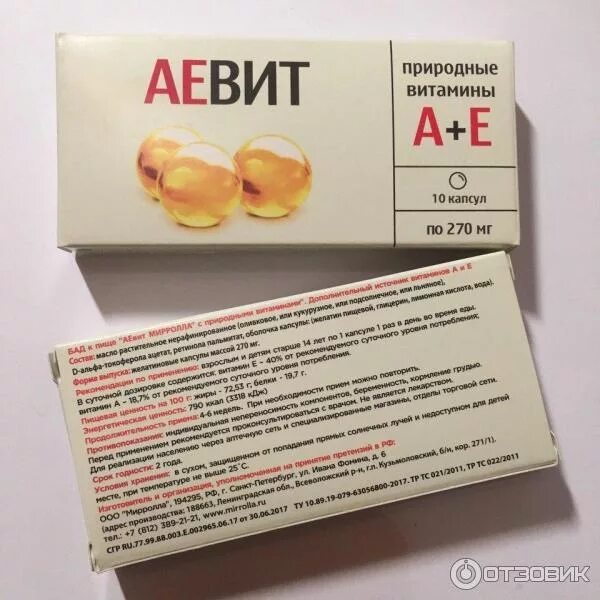 АЕВИТ
природные
витамины
А+Е
10 капсул
по 270 мг
БАД к пище "АЕвит МИРРОЛЛА" с природными витаминами". Дополнительный источник витаминов А и Е
Состав: масло растительное нерафинированное (оливковое, или кукурузное, или подсолнечное, или льняное),
D-альфа-токоферола ацетат, ретинола пальмитат, оболочка капсулы: (желатин пищевой, глицерин, лимонная кислота, вода).
Форма выпуска: желатиновые капсулы массой 270 мг.
Рекомендации по применению: взрослым и детям старше 14 лет по 1 капсуле 1 раз в день во время еды.
В суточной дозировке содержится: витамин Е – 40% от рекомендуемого суточного уровня потребления;
витамин А – 18,7% от рекомендуемого суточного уровня потребления.
Пищевая ценность на 100 г: жиры - 72,53 г; белки - 19,7 г.
Энергетическая ценность: 790 ккал (3318 кДж)
Продолжительность приема: 4-6 недель. При необходимости прием можно повторить.
Противопоказания: индивидуальная непереносимость компонентов, беременность, кормление грудью.
Перед применением рекомендуется проконсультироваться с врачом. Не является лекарством.
Для реализации населению через аптечную сеть и специализированные магазины, отделы торговой сети.
Срок годности: 2 года.
Условия хранения: в сухом, защищенном от попадания прямых солнечных лучей и недоступном для детей
месте, при температуре не выше 25°С.
Изготовитель и организация, уполномоченная на принятие претензий в РФ:
ООО "Мирролла", 194295, РФ, г. Санкт-Петербург, ул. Ивана Фомина, д. 6
(адрес производства: 188663, Ленинградская обл., Всеволожский р-н, г.п. Кузьмоловский, б/н, кор. 271/1).
тел.: +7 (812) 389-21-21, www.mirrolla.ru
СГР RU.77.99.88.003.Е.002965.06.17 от 30.06.2017 ТУ 10.89.19-079-63056800-2017. ТР ТС 021/2011, ТР ТС 022/2011
ОТЗОВИК